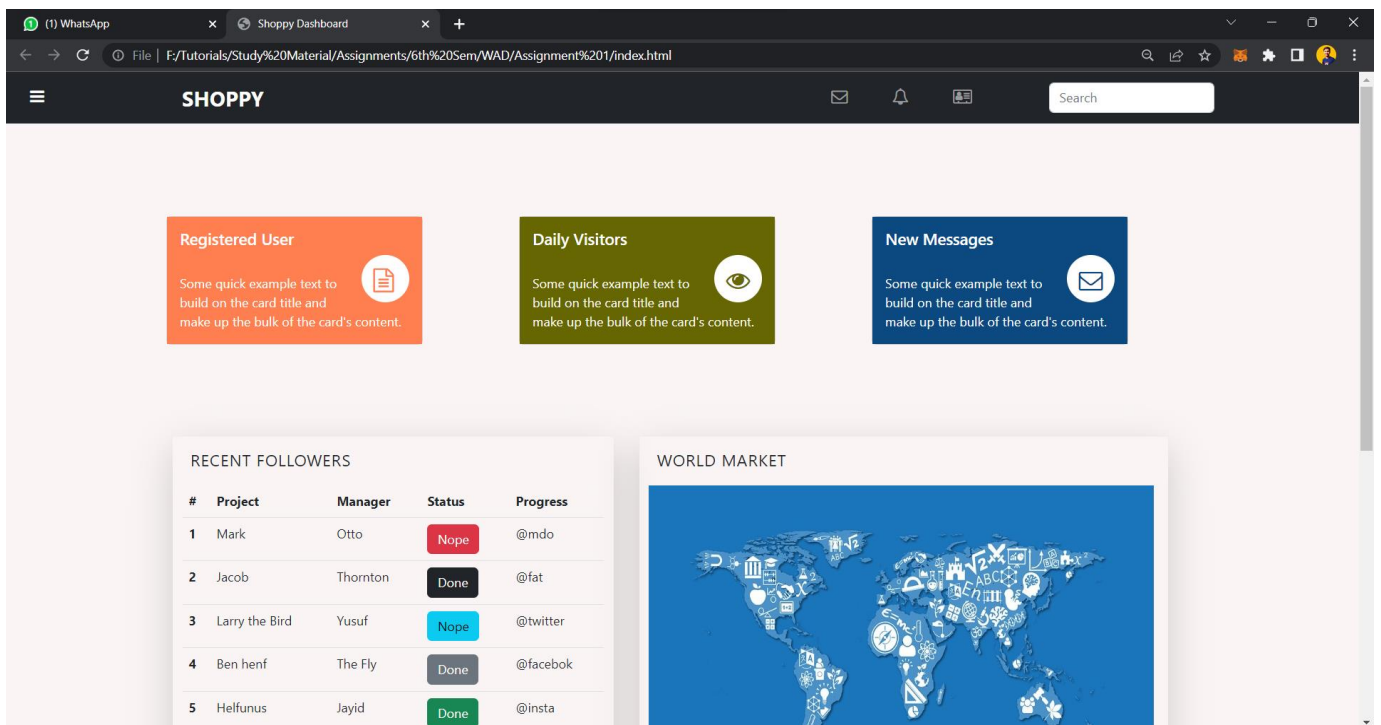 (1) WhatsApp
Shoppy Dashboard
File | F:/Tutorials/Study%20Material/Assignments/6th%20Sem/WAD/Assignment%201/index.html
SHOPPY
Search
Registered User
Some quick example text to
build on the card title and
make up the bulk of the card's content.
Daily Visitors
Some quick example text to
build on the card title and
make up the bulk of the card's content.
New Messages
Some quick example text to
build on the card title and
make up the bulk of the card's content.
RECENT FOLLOWERS
# Project Manager Status Progress
1 Mark Otto Nope @mdo
2 Jacob Thornton Done @fat
3 Larry the Bird Yusuf Nope @twitter
4 Ben henf The Fly Done @facebok
5 Helfunus Jayid Done @insta
WORLD MARKET
√2
ABC
√2
ABC
E=mc²